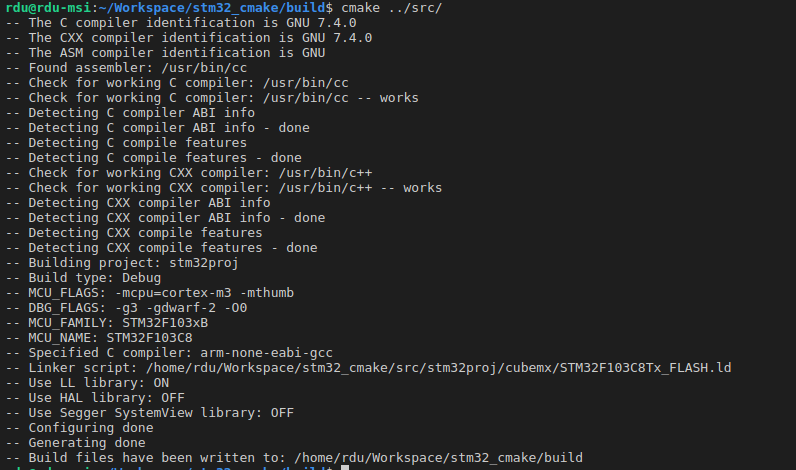 rdu@rdu-msi:~/Workspace/stm32_cmake/build$ cmake ../src/
-- The C compiler identification is GNU 7.4.0
-- The CXX compiler identification is GNU 7.4.0
-- The ASM compiler identification is GNU
-- Found assembler: /usr/bin/cc
-- Check for working C compiler: /usr/bin/cc
-- Check for working C compiler: /usr/bin/cc -- works
-- Detecting C compiler ABI info
-- Detecting C compiler ABI info - done
-- Detecting C compile features
-- Detecting C compile features - done
-- Check for working CXX compiler: /usr/bin/c++
-- Check for working CXX compiler: /usr/bin/c++ -- works
-- Detecting CXX compiler ABI info
-- Detecting CXX compiler ABI info - done
-- Detecting CXX compile features
-- Detecting CXX compile features - done
-- Building project: stm32proj
-- Build type: Debug
-- MCU_FLAGS: -mcpu=cortex-m3 -mthumb
-- DBG_FLAGS: -g3 -gdwarf-2 -O0
-- MCU_FAMILY: STM32F103xB
-- MCU_NAME: STM32F103C8
-- Specified C compiler: arm-none-eabi-gcc
-- Linker script: /home/rdu/Workspace/stm32_cmake/src/stm32proj/cubemx/STM32F103C8Tx_FLASH.ld
-- Use LL library: ON
-- Use HAL library: OFF
-- Use Segger SystemView library: OFF
-- Configuring done
-- Generating done
-- Build files have been written to: /home/rdu/Workspace/stm32_cmake/build